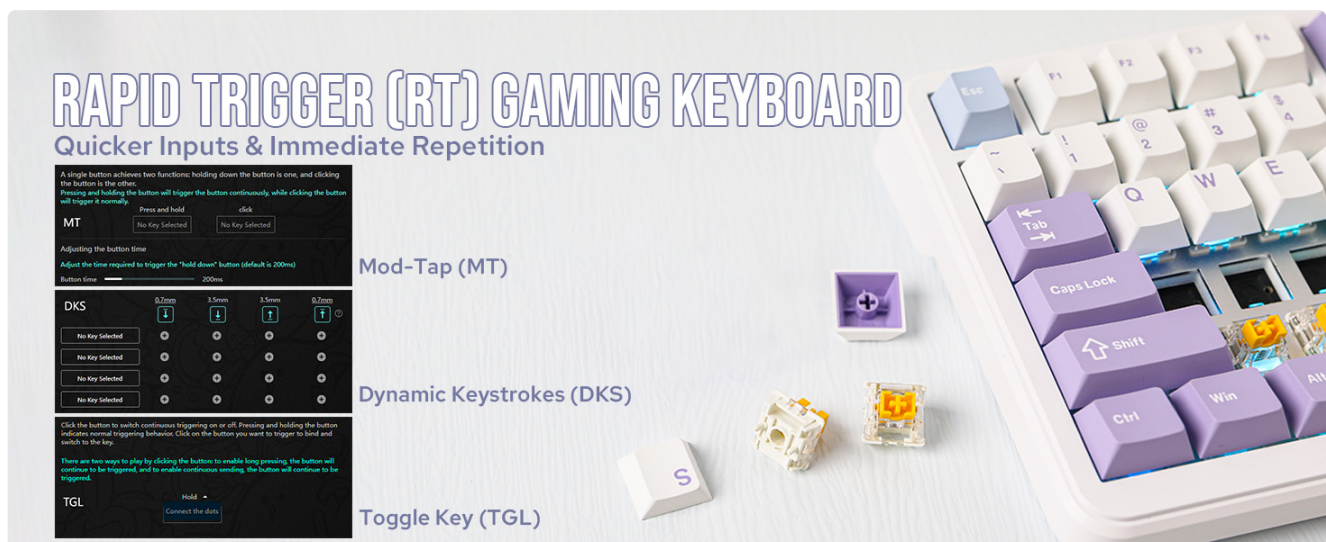 RAPID TRIGGER (RT) GAMING KEYBOARD
Quicker Inputs & Immediate Repetition
A single button achieves two functions: holding down the button is one, and clicking
the button is the other.
Pressing and holding the button will trigger the button continuously, while clicking the button
will trigger it normally.
Press and hold click
MT No Key Selected No Key Selected
Adjusting the button time
Adjust the time required to trigger the "hold down" button (default is 200ms)
Button time 200ms
Mod-Tap (MT)
DKS 0.7mm 3.5mm 3.5mm 0.7mm
No Key Selected
No Key Selected
No Key Selected
No Key Selected
Dynamic Keystrokes (DKS)
Click the button to switch continuous triggering on or off. Pressing and holding the button
indicates normal triggering behavior. Click on the button you want to trigger to bind and
switch to the key.
There are two ways to play by clicking the button: to enable long pressing, the button will
continue to be triggered, and to enable continuous sending, the button will continue to be
triggered.
Hold
TGL Connect the dots
Toggle Key (TGL)
Esc F1 F2 F3 F4
~ ! @ # $
` 1 2 3 4
Tab Q W E
Caps Lock
Shift
Ctrl Win Alt
S